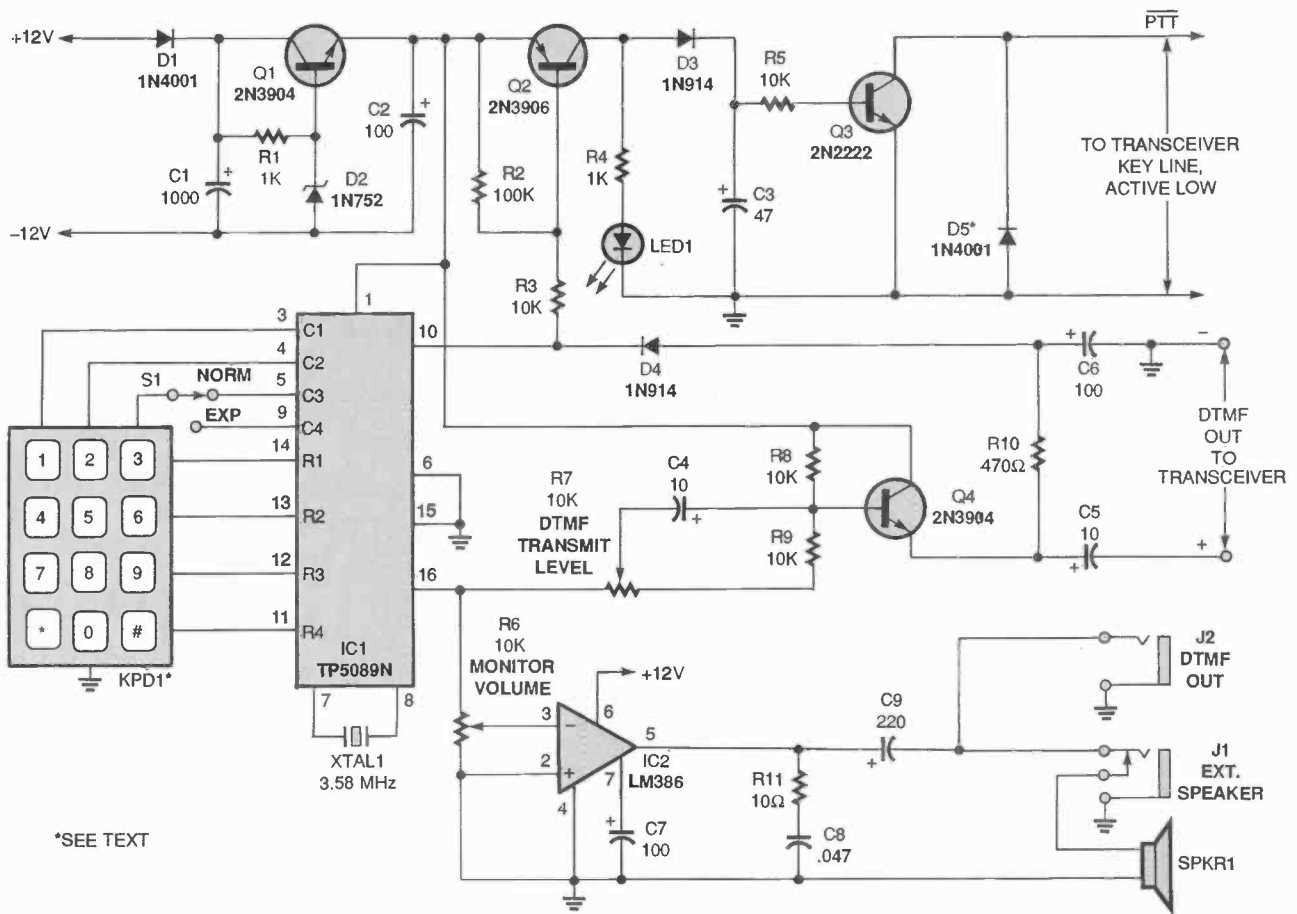 +12V
D1
1N4001
Q1
2N3904
R1
1K
C1
1000
D2
1N752
C2
100
-12V
+
+
Q2
2N3906
R2
100K
R3
10K
R4
1K
LED1
D3
1N914
R5
10K
C3
47
+
Q3
2N2222
D5*
1N4001
PTT
TO TRANSCEIVER
KEY LINE,
ACTIVE LOW
1
3
C1
4
C2
5
C3
9
C4
14
R1
13
R2
12
R3
11
R4
10
6
15
16
IC1
TP5089N
7
8
XTAL1
3.58 MHz
S1
NORM
EXP
1 2 3
4 5 6
7 8 9
* 0 #
KPD1*
D4
1N914
+
C6
100
-
R10
470Ω
DTMF
OUT
TO
TRANSCEIVER
+
C5
10
+
R7
10K
DTMF
TRANSMIT
LEVEL
C4
10
+
R8
10K
R9
10K
Q4
2N3904
R6
10K
MONITOR
VOLUME
+12V
3
-
2
+
6
5
7
4
IC2
LM386
+
C7
100
R11
10Ω
C8
.047
C9
220
+
J2
DTMF
OUT
J1
EXT.
SPEAKER
SPKR1
*SEE TEXT